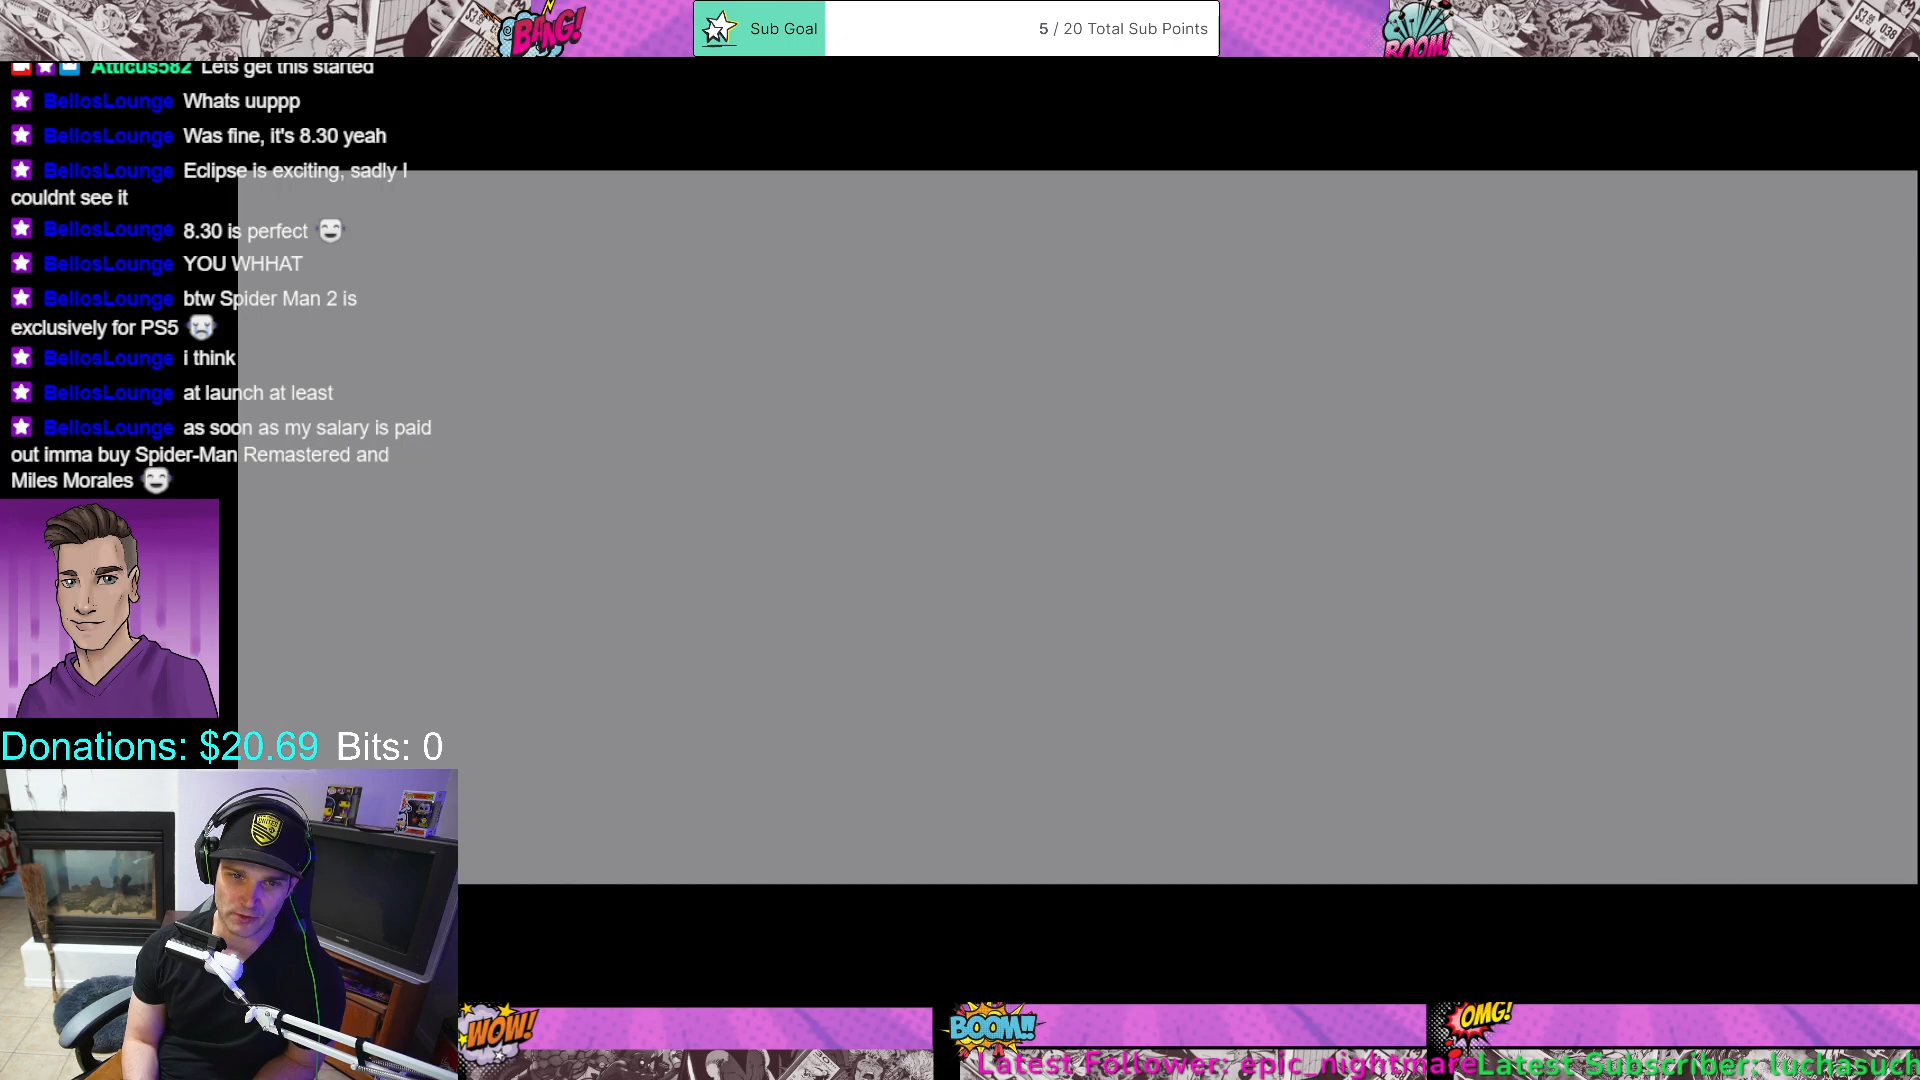 BANG!
Sub Goal 5 / 20 Total Sub Points
BOOM!
Atticus582 Lets get this started
BellosLounge Whats uuppp
BellosLounge Was fine, it's 8.30 yeah
BellosLounge Eclipse is exciting, sadly I
couldnt see it
BellosLounge 8.30 is perfect
BellosLounge YOU WHHAT
BellosLounge btw Spider Man 2 is
exclusively for PS5
BellosLounge i think
BellosLounge at launch at least
BellosLounge as soon as my salary is paid
out imma buy Spider-Man Remastered and
Miles Morales
Donations: $20.69 Bits: 0
WOW!
BOOM!!
OMG!
Latest Follower: epic_nightmare
Latest Subscriber: luchasuch